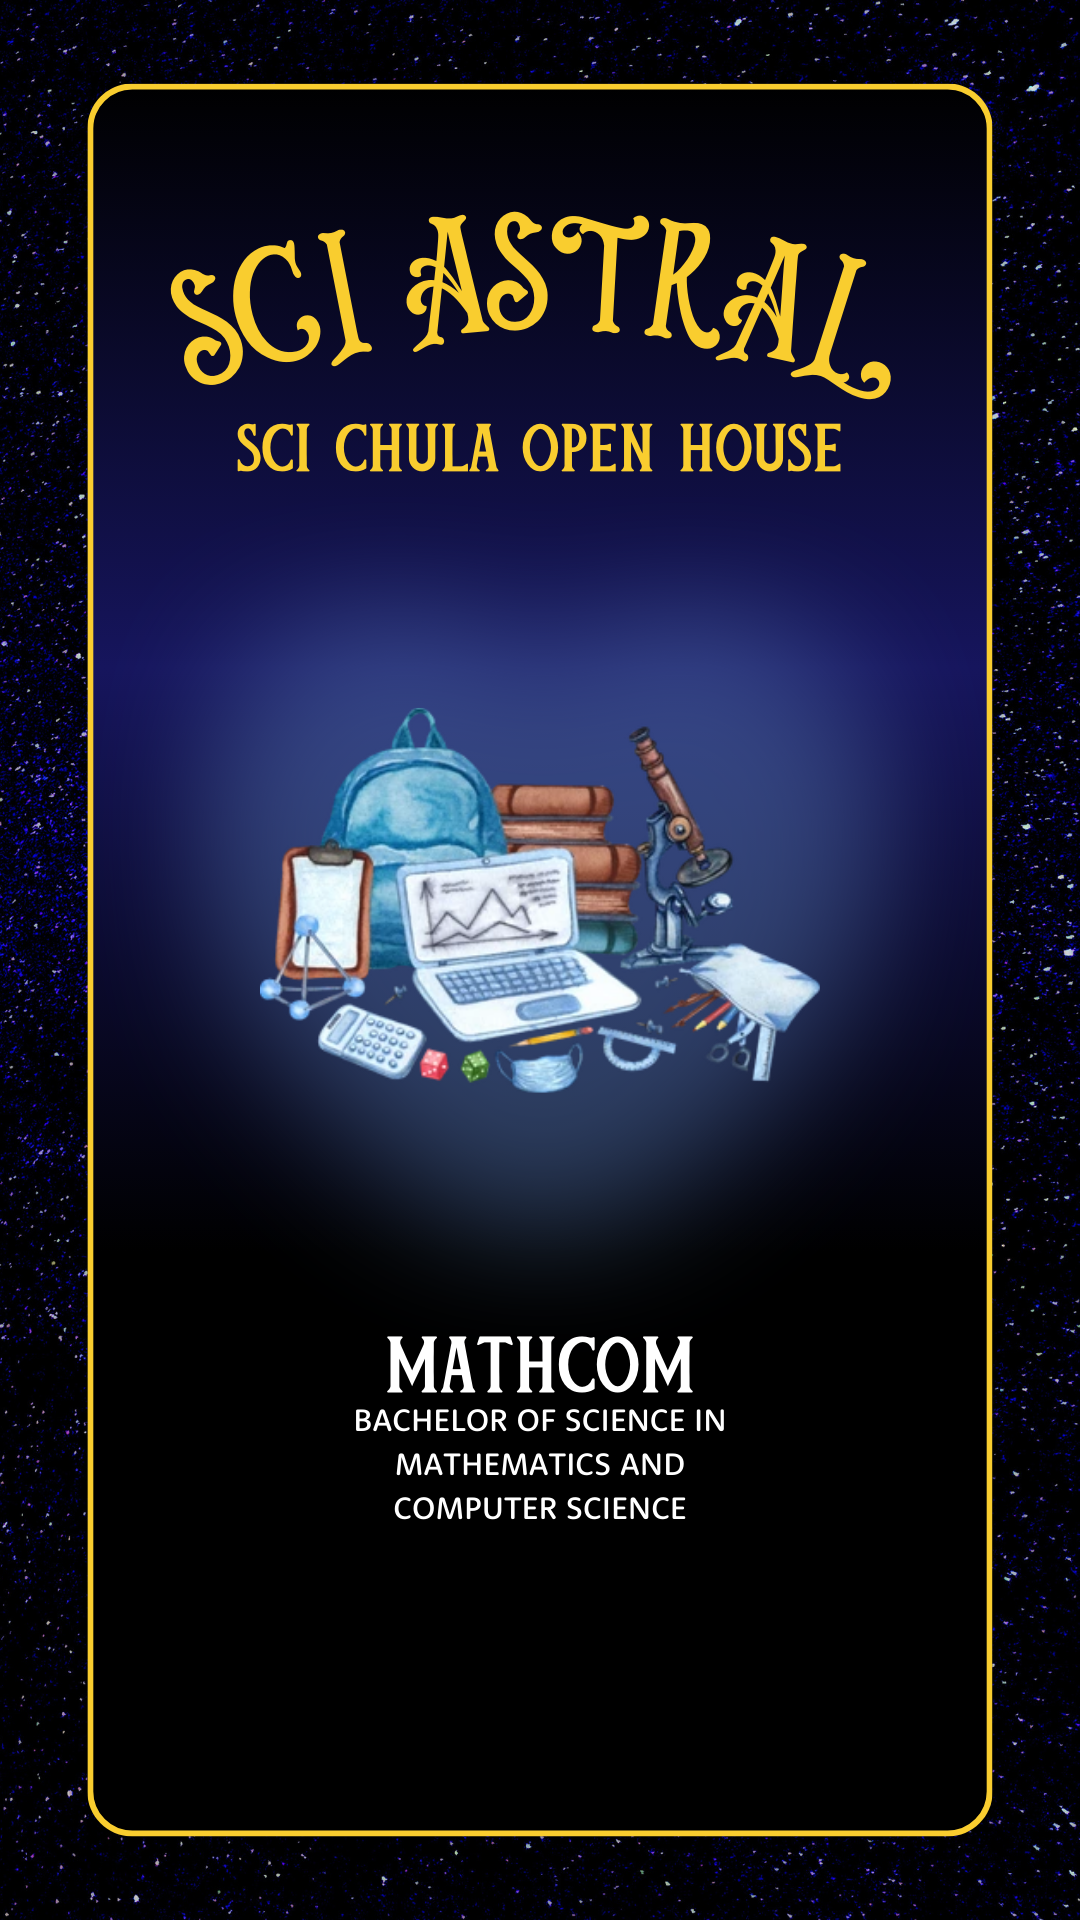 SCI ASTRAL
SCI CHULA OPEN HOUSE
MATHCOM
BACHELOR OF SCIENCE IN
MATHEMATICS AND
COMPUTER SCIENCE